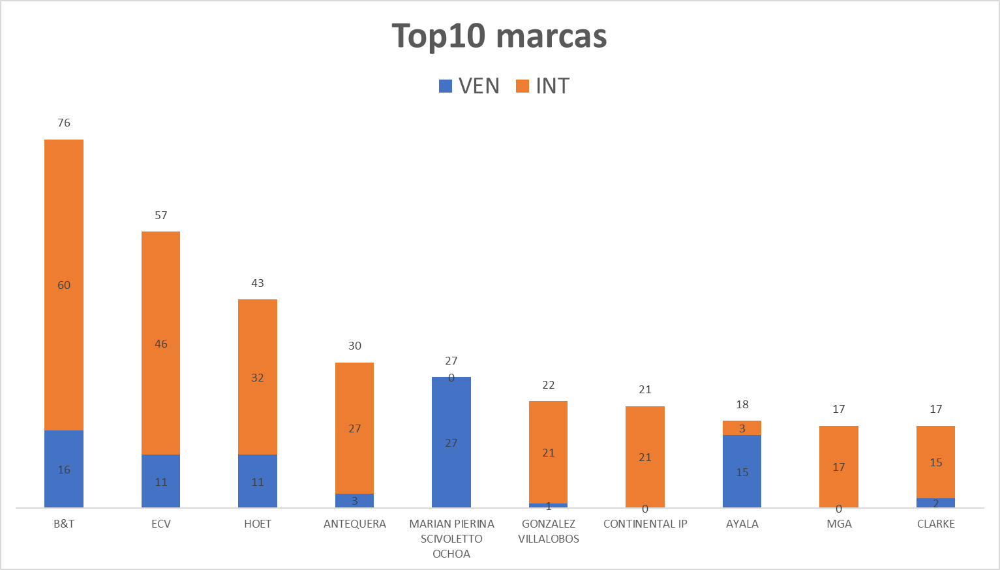 Top10 marcas
VEN INT
76
57
43
30
27
22
21
18
17
17
60
46
32
27
0
21
21
3
17
15
16
11
11
3
27
1
0
15
0
2
B&T
ECV
HOET
ANTEQUERA
MARIAN PIERINA
SCIVOLETTO
OCHOA
GONZALEZ
VILLALOBOS
CONTINENTAL IP
AYALA
MGA
CLARKE